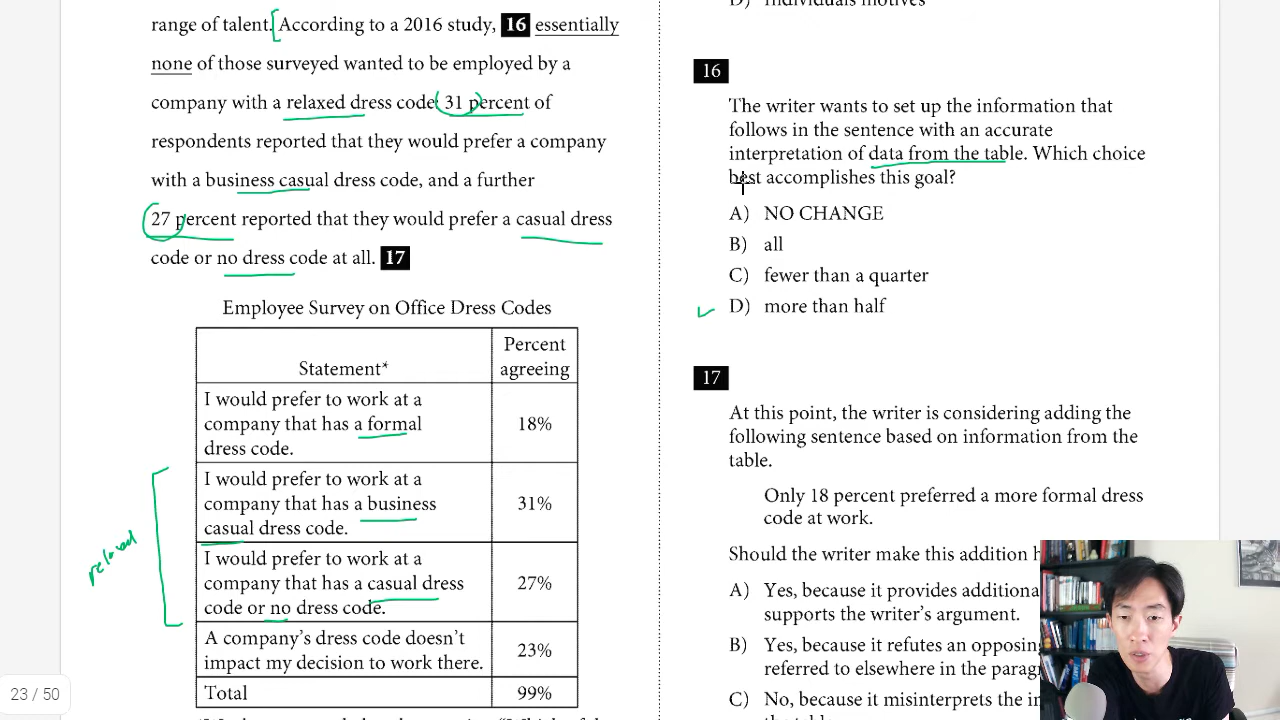 range of talent. According to a 2016 study, 16 essentially
none of those surveyed wanted to be employed by a
company with a relaxed dress code: 31 percent of
respondents reported that they would prefer a company
with a business casual dress code, and a further
27 percent reported that they would prefer a casual dress
code or no dress code at all. 17
Employee Survey on Office Dress Codes
Statement*
Percent agreeing
I would prefer to work at a
company that has a formal
dress code.
18%
I would prefer to work at a
company that has a business
casual dress code.
31%
I would prefer to work at a
company that has a casual dress
code or no dress code.
27%
A company's dress code doesn't
impact my decision to work there.
23%
Total
99%
relaxed
23 / 50
D) individuals motives
16
The writer wants to set up the information that
follows in the sentence with an accurate
interpretation of data from the table. Which choice
best accomplishes this goal?
A) NO CHANGE
B) all
C) fewer than a quarter
D) more than half
17
At this point, the writer is considering adding the
following sentence based on information from the
table.
Only 18 percent preferred a more formal dress
code at work.
Should the writer make this addition
A) Yes, because it provides
supports the writer's argument.
B) Yes, because it refutes an
referred to elsewhere in the
C) No, because it misinterprets the